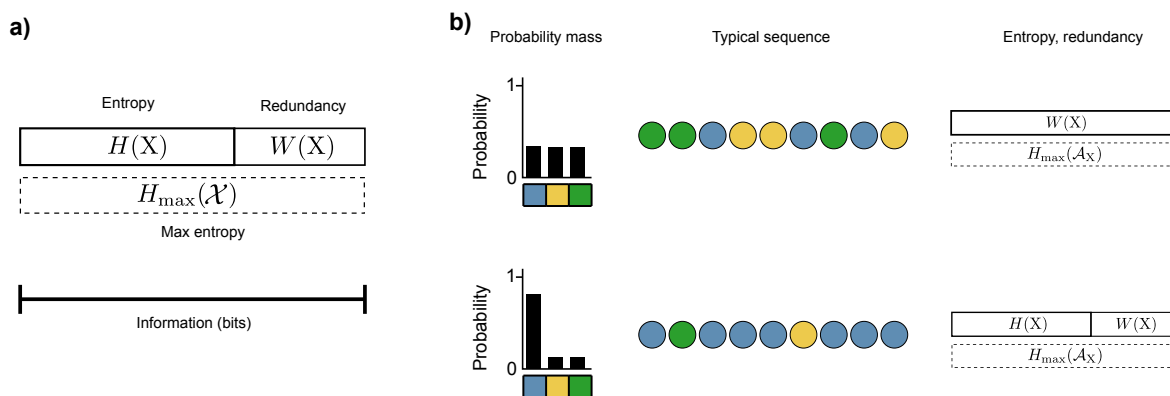 a)
Entropy
Redundancy
H(X)
W(X)
H_max(𝒳)
Max entropy
Information (bits)
b)
Probability mass
Typical sequence
Entropy, redundancy
Probability
1
0
W(X)
H_max(𝒜_X)
Probability
1
0
H(X)
W(X)
H_max(𝒜_X)